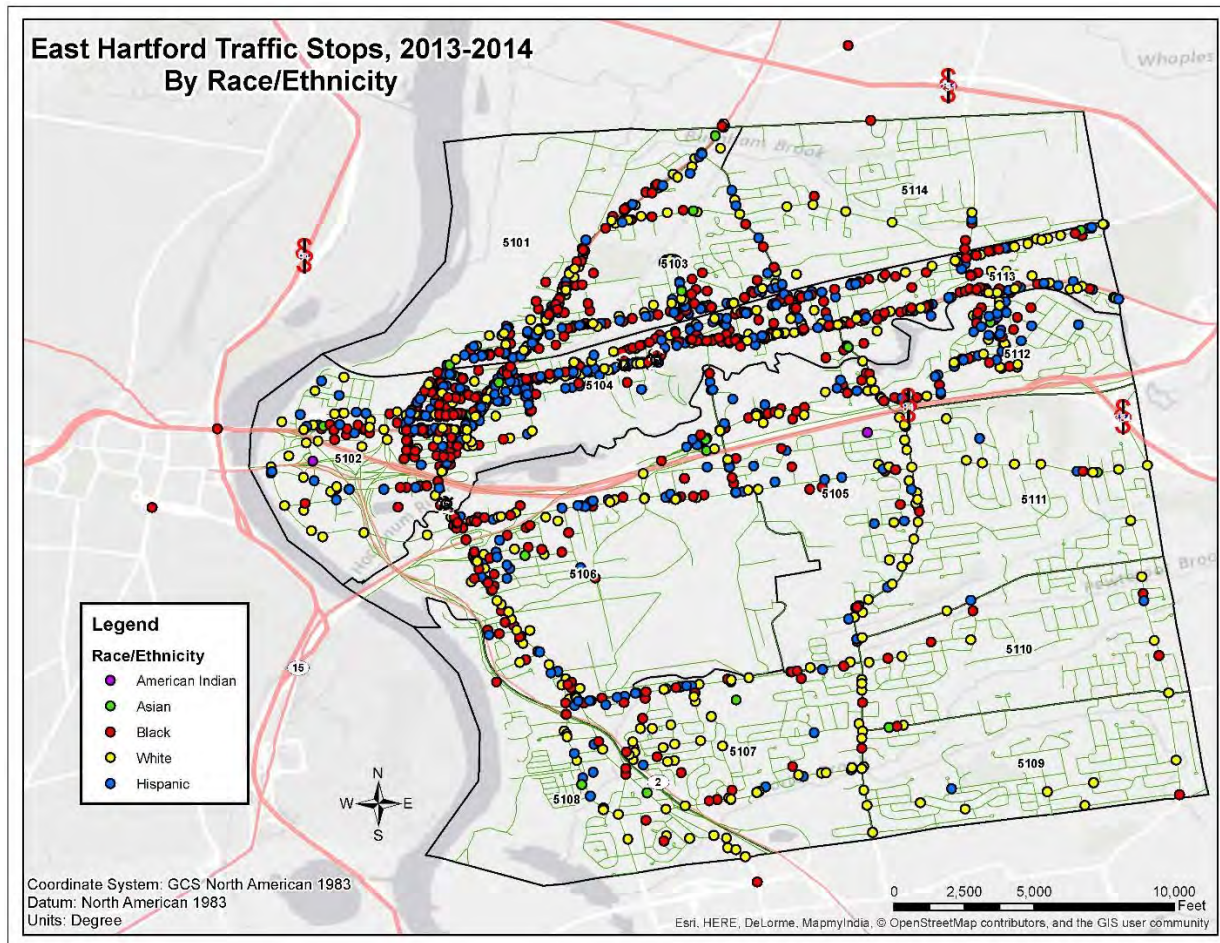 East Hartford Traffic Stops, 2013-2014
By Race/Ethnicity
Whaples
Burnham Brook
5114
5101
5103
5113
5112
5104
5102
5105
5111
5106
5110
5107
5109
5108
15
2
Legend
Race/Ethnicity
American Indian
Asian
Black
White
Hispanic
N
W
E
S
Coordinate System: GCS North American 1983
Datum: North American 1983
Units: Degree
0 2,500 5,000 10,000
Feet
Esri, HERE, DeLorme, MapmyIndia, © OpenStreetMap contributors, and the GIS user community